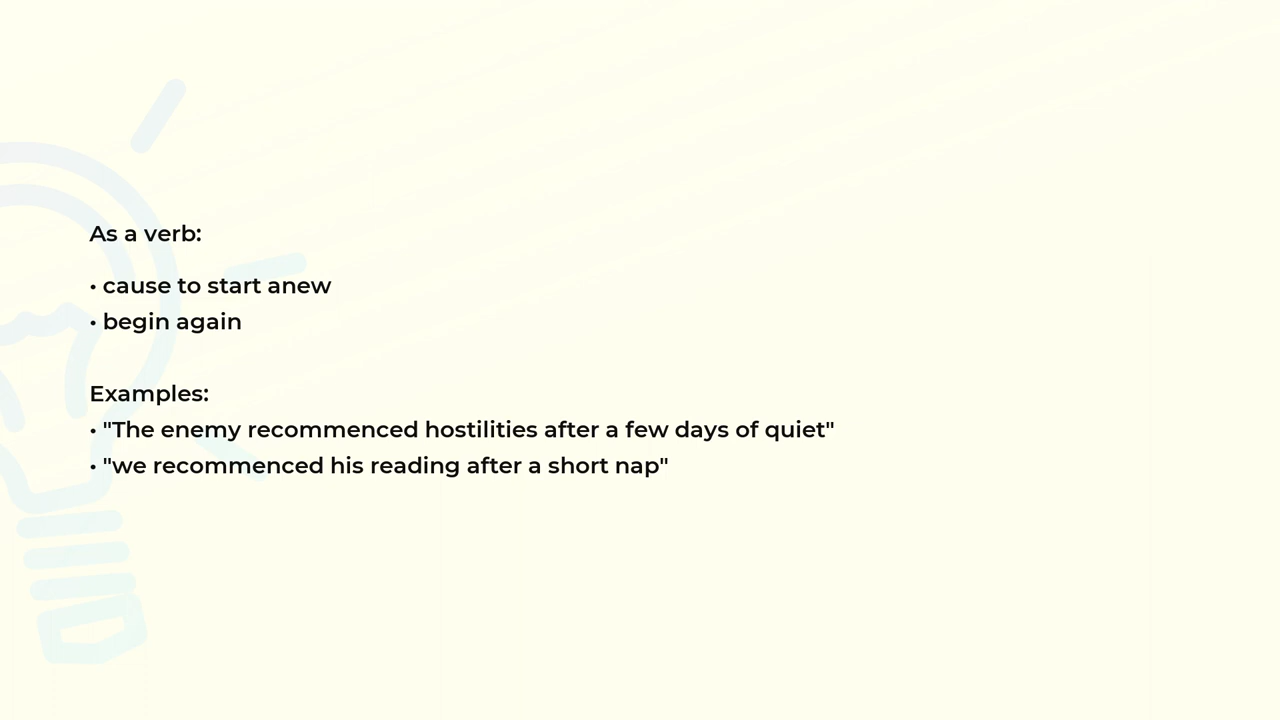 As a verb:
• cause to start anew
• begin again
Examples:
• "The enemy recommenced hostilities after a few days of quiet"
• "we recommenced his reading after a short nap"